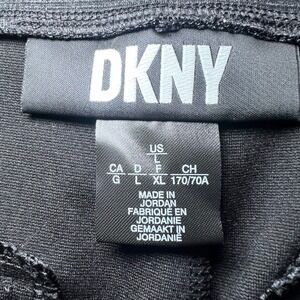 DKNY
US
L
CA D F CH
G L XL 170/70A
MADE IN
JORDAN
FABRIQUÉ EN
JORDANIE
GEMAAKT IN
JORDANIË